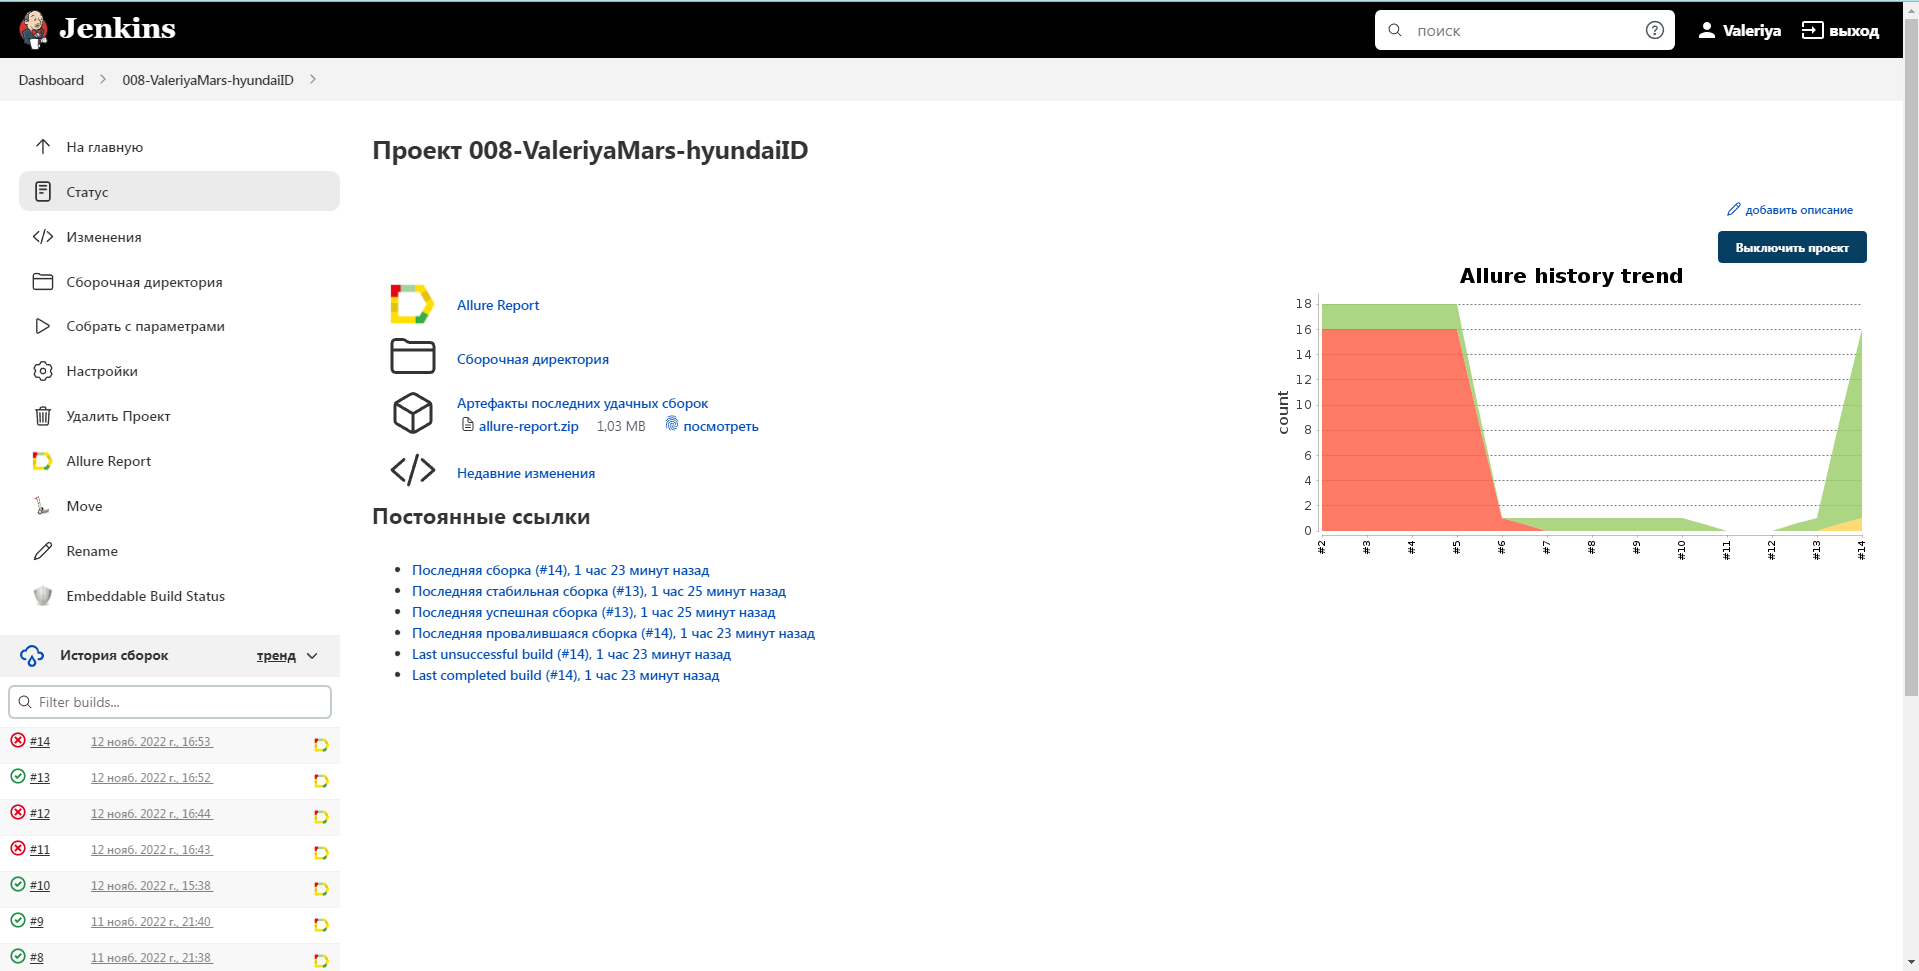 Jenkins
поиск
Valeriya
выход
Dashboard
008-ValeriyaMars-hyundaiID
На главную
Статус
Изменения
Сборочная директория
Собрать с параметрами
Настройки
Удалить Проект
Allure Report
Move
Rename
Embeddable Build Status
История сборок
тренд
Filter builds...
#14 12 нояб. 2022 г., 16:53
#13 12 нояб. 2022 г., 16:52
#12 12 нояб. 2022 г., 16:44
#11 12 нояб. 2022 г., 16:43
#10 12 нояб. 2022 г., 15:38
#9 11 нояб. 2022 г., 21:40
#8 11 нояб. 2022 г., 21:38
Проект 008-ValeriyaMars-hyundaiID
добавить описание
Выключить проект
Allure Report
Сборочная директория
Артефакты последних удачных сборок
allure-report.zip 1,03 MB посмотреть
Недавние изменения
Постоянные ссылки
Последняя сборка (#14), 1 час 23 минут назад
Последняя стабильная сборка (#13), 1 час 25 минут назад
Последняя успешная сборка (#13), 1 час 25 минут назад
Последняя провалившаяся сборка (#14), 1 час 23 минут назад
Last unsuccessful build (#14), 1 час 23 минут назад
Last completed build (#14), 1 час 23 минут назад
Allure history trend
count
18
16
14
12
10
8
6
4
2
0
#2 #3 #4 #5 #6 #7 #8 #9 #10 #11 #12 #13 #14